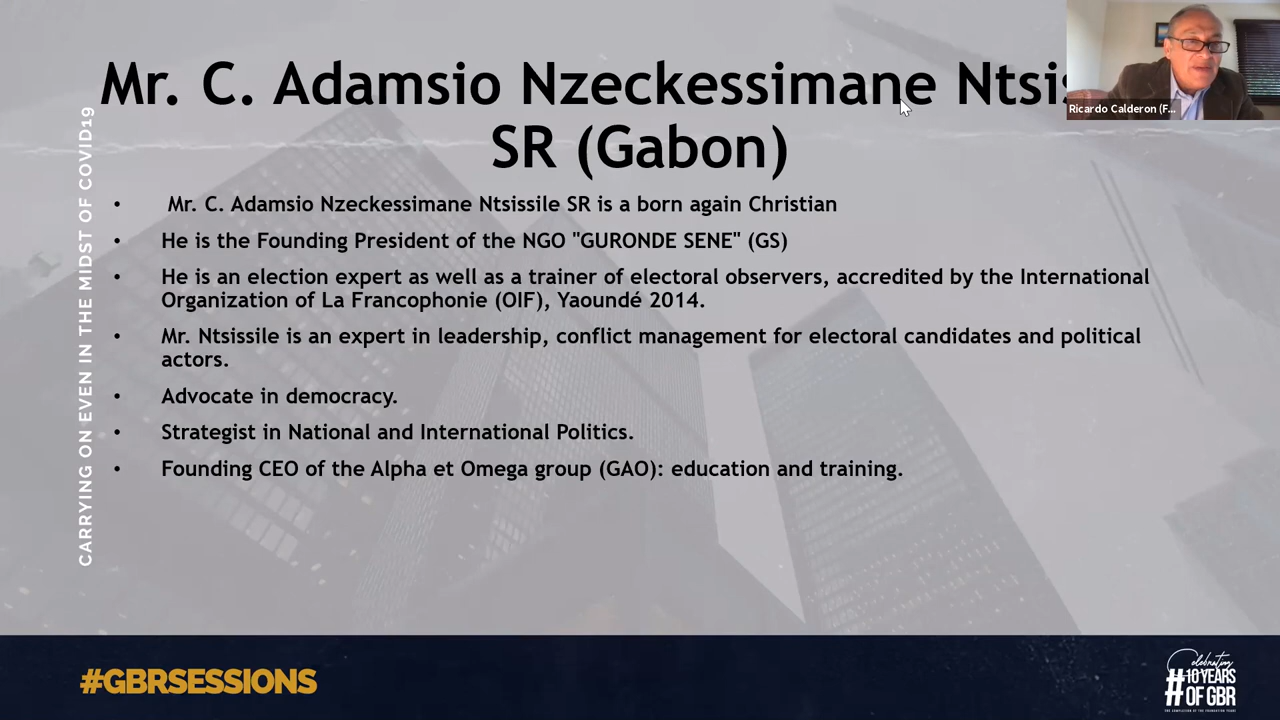 Mr. C. Adamsio Nzeckessimane
SR (Gabon)
Ricardo Calderon (F...
CARRYING ON EVEN IN THE MIDST OF COVID19
• Mr. C. Adamsio Nzeckessimane Ntsissile SR is a born again Christian
• He is the Founding President of the NGO "GURONDE SENE" (GS)
• He is an election expert as well as a trainer of electoral observers, accredited by the International
Organization of La Francophonie (OIF), Yaoundé 2014.
• Mr. Ntsissile is an expert in leadership, conflict management for electoral candidates and political
actors.
• Advocate in democracy.
• Strategist in National and International Politics.
• Founding CEO of the Alpha et Omega group (GAO): education and training.
#GBRSESSIONS
Celebrating
#10 YEARS
OF GBR